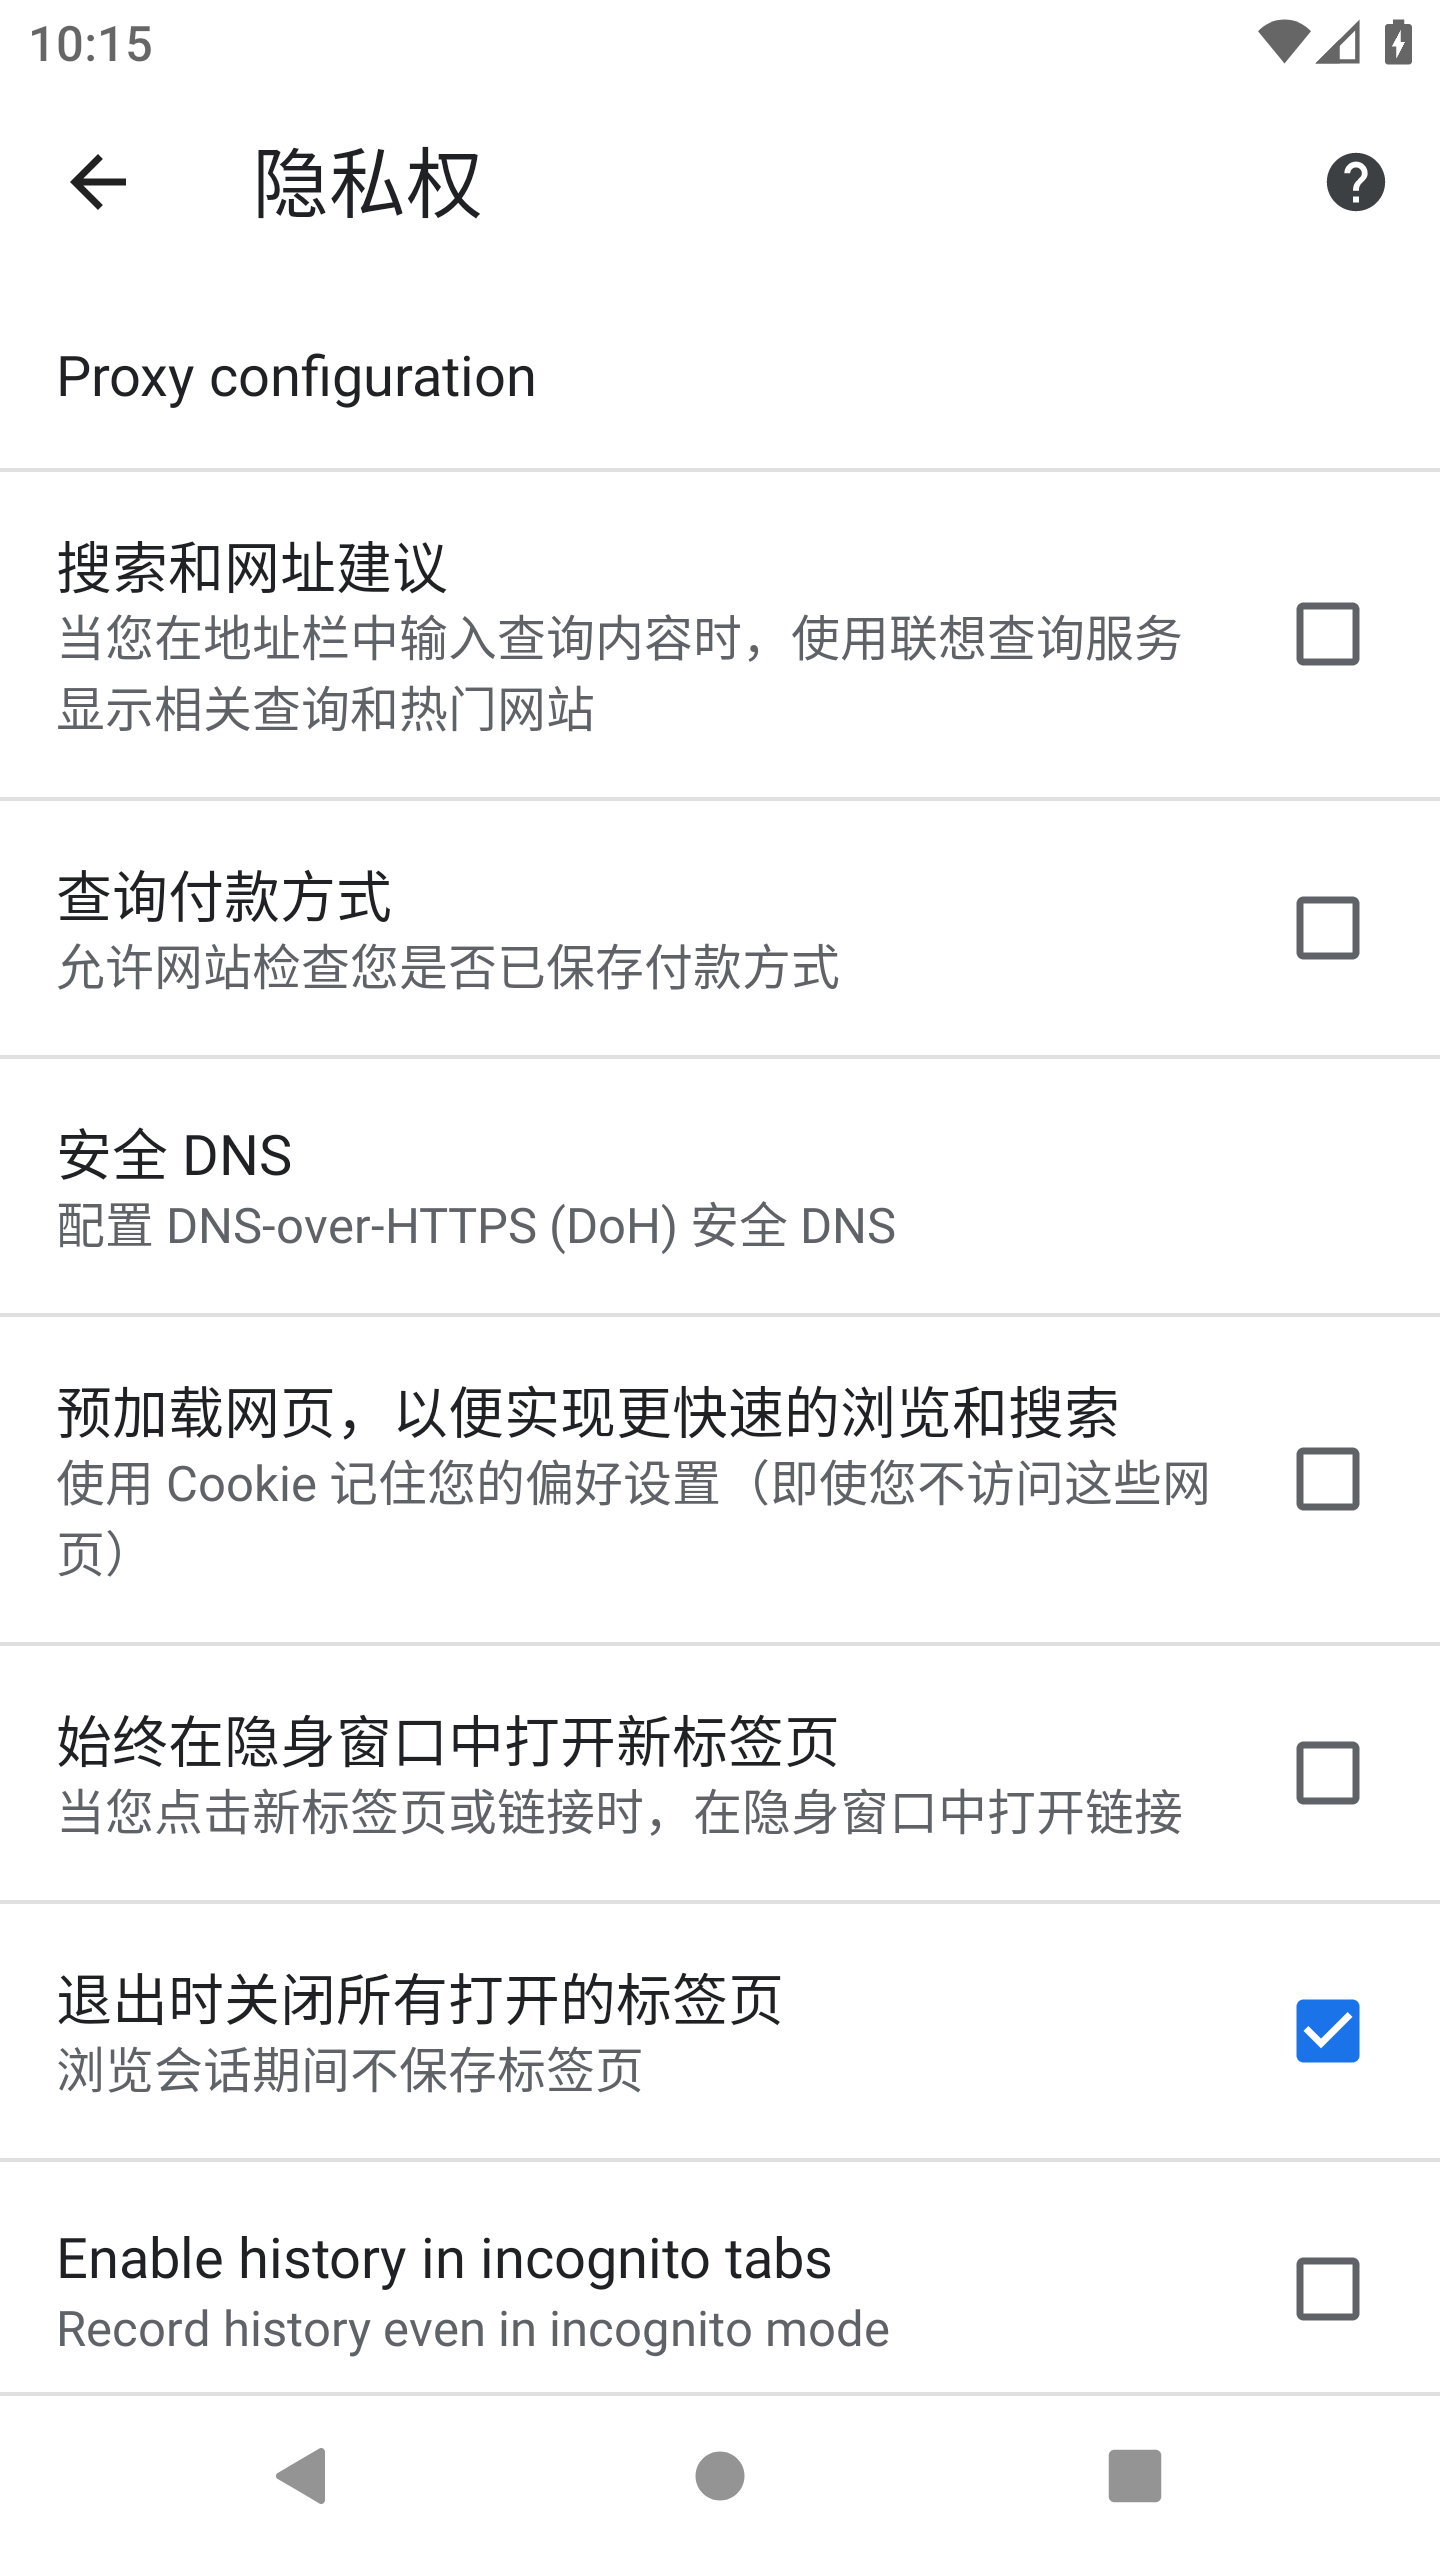 10:15
隐私权
Proxy configuration
搜索和网址建议
当您在地址栏中输入查询内容时，使用联想查询服务
显示相关查询和热门网站
查询付款方式
允许网站检查您是否已保存付款方式
安全 DNS
配置 DNS-over-HTTPS (DoH) 安全 DNS
预加载网页，以便实现更快速的浏览和搜索
使用 Cookie 记住您的偏好设置（即使您不访问这些网
页）
始终在隐身窗口中打开新标签页
当您点击新标签页或链接时，在隐身窗口中打开链接
退出时关闭所有打开的标签页
浏览会话期间不保存标签页
Enable history in incognito tabs
Record history even in incognito mode